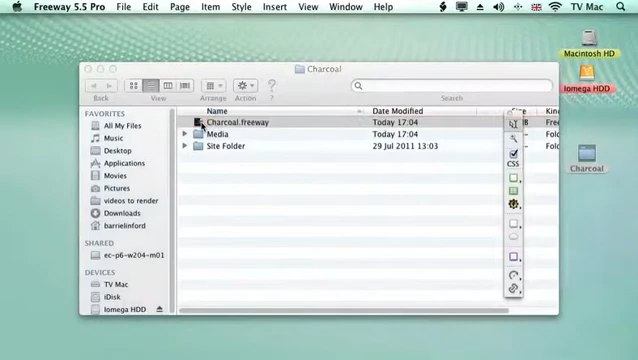 Freeway 5.5 Pro File Edit Page Item Style Insert View Window Help TV Mac
Macintosh HD
Iomega HDD
Charcoal
Charcoal
Back View Arrange Action Search
FAVORITES
All My Files
Music
Desktop
Applications
Movies
Pictures
videos to render
Downloads
barrielinford
SHARED
ec-p6-w204-m01
DEVICES
TV Mac
iDisk
Iomega HDD
Name Date Modified
Charcoal.freeway Today 17:04
Media Today 17:04
Site Folder 29 Jul 2011 13:03
CSS